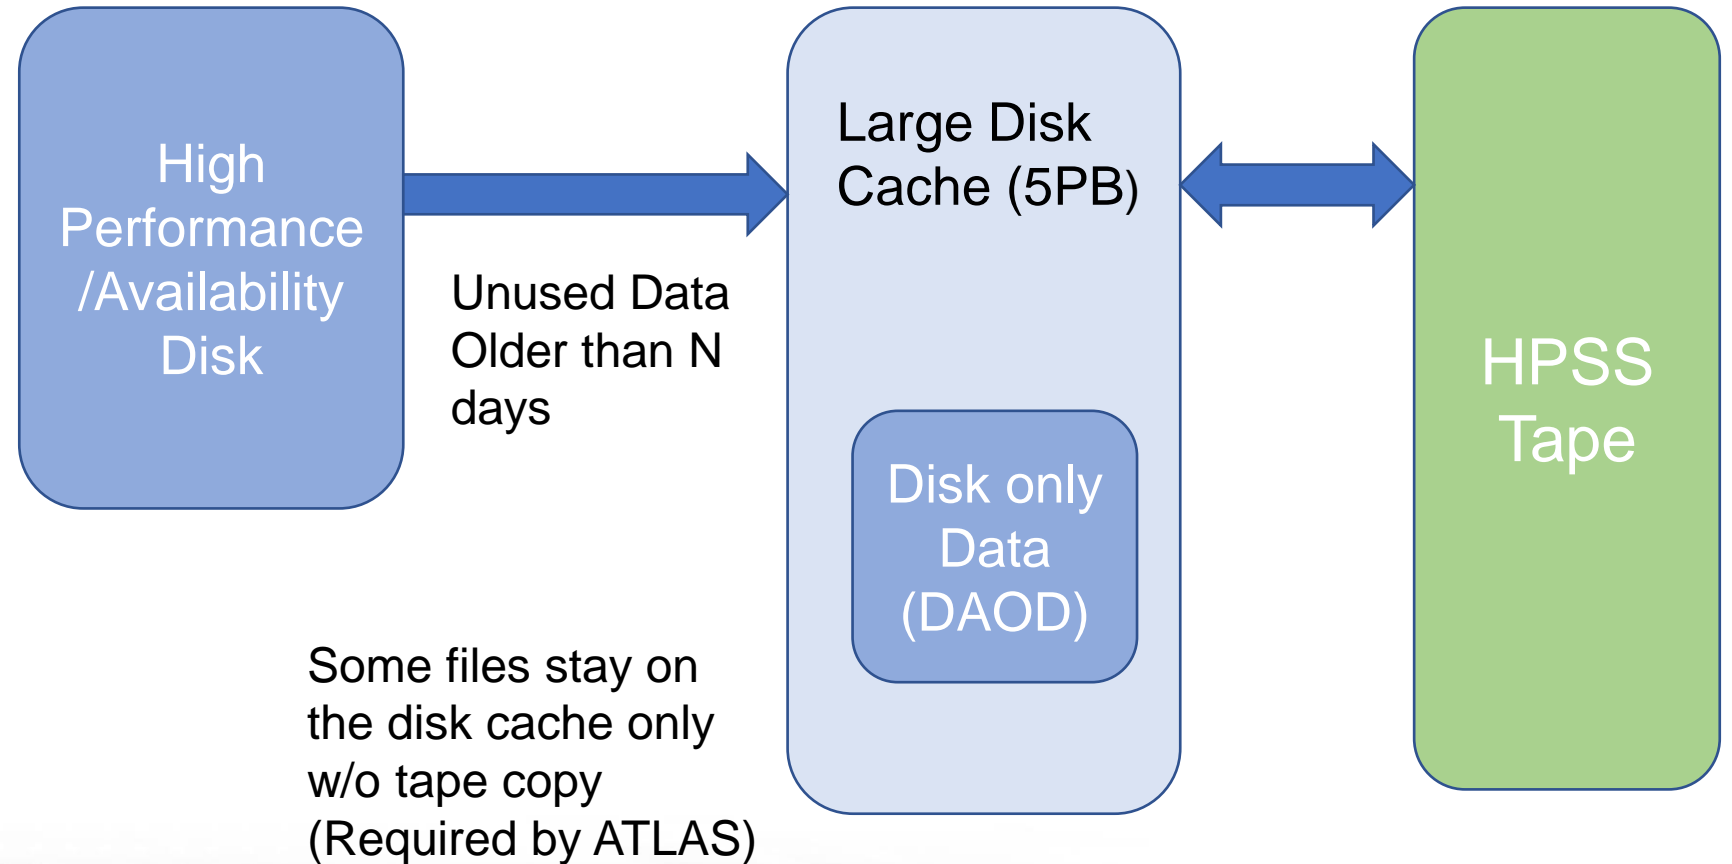 High
Performance
/Availability
Disk
Unused Data
Older than N
days
Large Disk
Cache (5PB)
Disk only
Data
(DAOD)
HPSS
Tape
Some files stay on
the disk cache only
w/o tape copy
(Required by ATLAS)